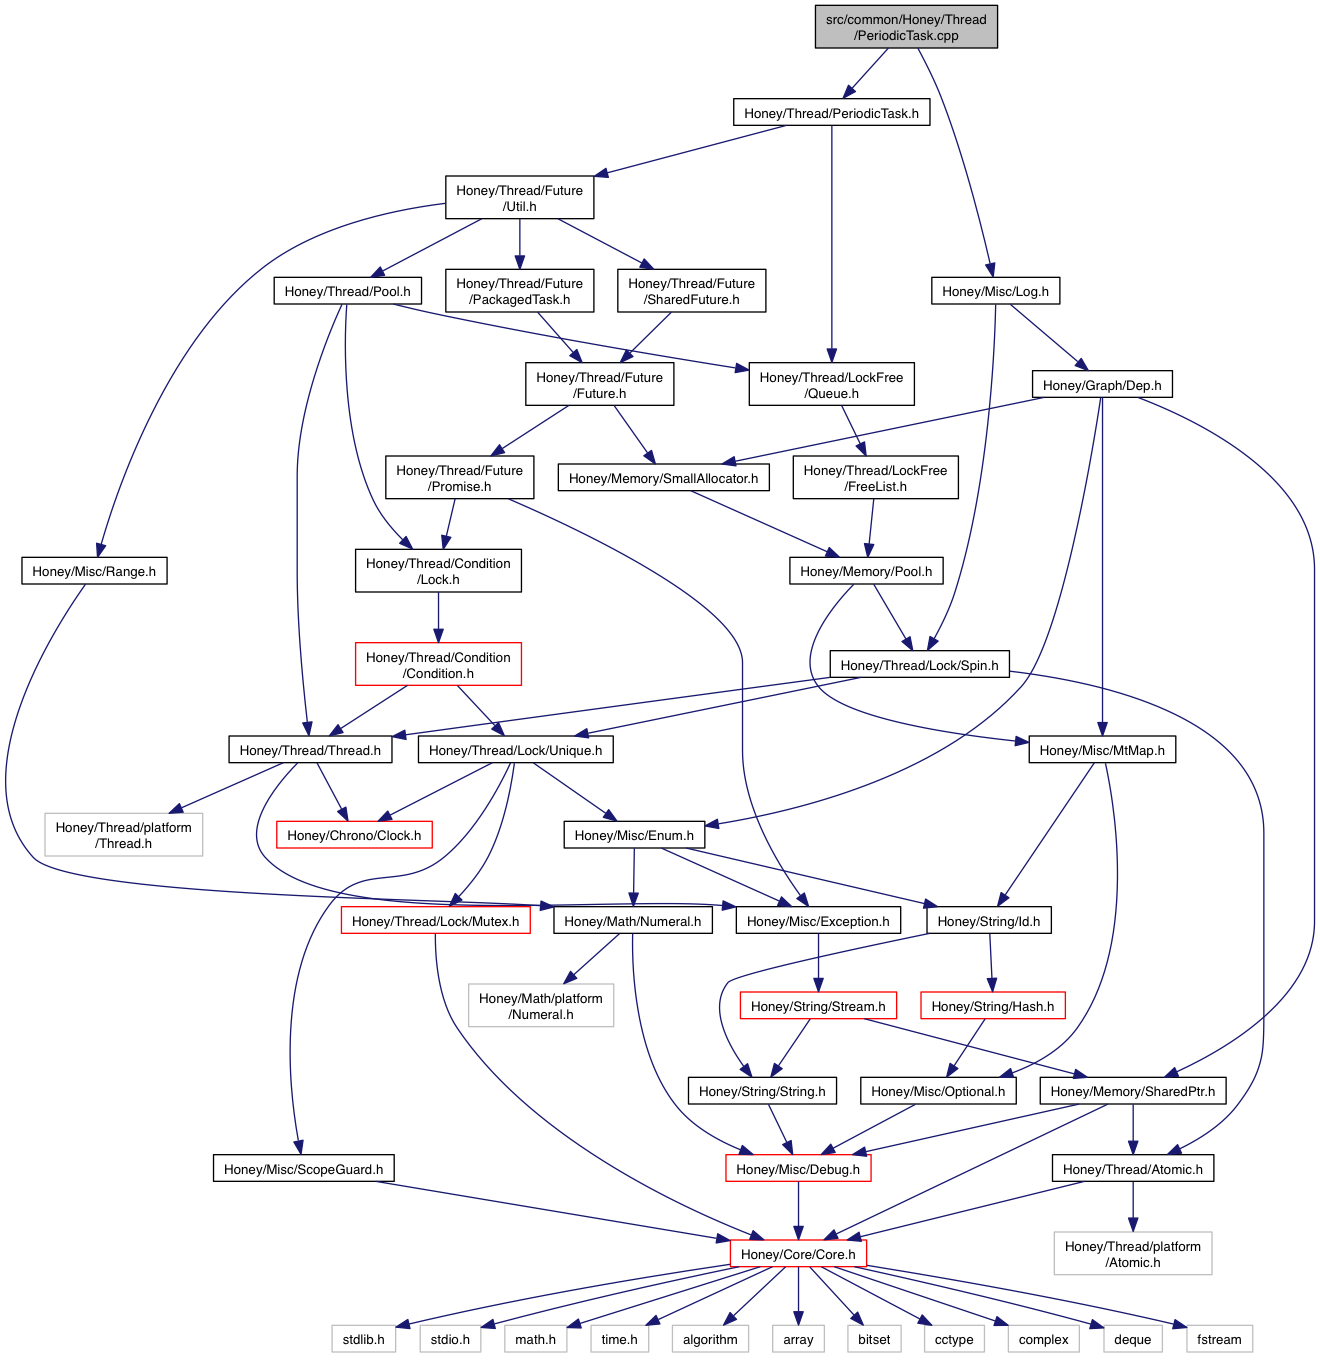 src/common/Honey/Thread
/PeriodicTask.cpp
Honey/Thread/PeriodicTask.h
Honey/Thread/Future
/Util.h
Honey/Thread/Pool.h
Honey/Thread/Future
/PackagedTask.h
Honey/Thread/Future
/SharedFuture.h
Honey/Misc/Log.h
Honey/Thread/Future
/Future.h
Honey/Thread/LockFree
/Queue.h
Honey/Graph/Dep.h
Honey/Thread/Future
/Promise.h
Honey/Memory/SmallAllocator.h
Honey/Thread/LockFree
/FreeList.h
Honey/Misc/Range.h
Honey/Thread/Condition
/Lock.h
Honey/Memory/Pool.h
Honey/Thread/Condition
/Condition.h
Honey/Thread/Lock/Spin.h
Honey/Thread/Thread.h
Honey/Thread/Lock/Unique.h
Honey/Misc/MtMap.h
Honey/Thread/platform
/Thread.h
Honey/Chrono/Clock.h
Honey/Misc/Enum.h
Honey/Thread/Lock/Mutex.h
Honey/Math/Numeral.h
Honey/Misc/Exception.h
Honey/String/Id.h
Honey/Math/platform
/Numeral.h
Honey/String/Stream.h
Honey/String/Hash.h
Honey/String/String.h
Honey/Misc/Optional.h
Honey/Memory/SharedPtr.h
Honey/Misc/ScopeGuard.h
Honey/Misc/Debug.h
Honey/Thread/Atomic.h
Honey/Core/Core.h
Honey/Thread/platform
/Atomic.h
stdlib.h
stdio.h
math.h
time.h
algorithm
array
bitset
cctype
complex
deque
fstream